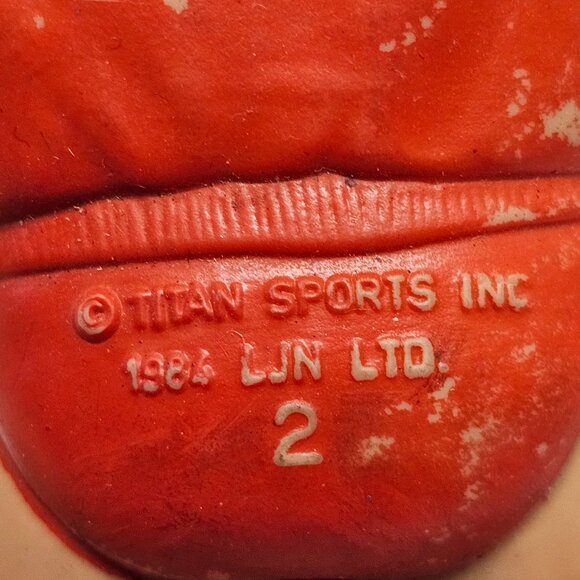 © TITAN SPORTS INC
1984 LJN LTD.
2